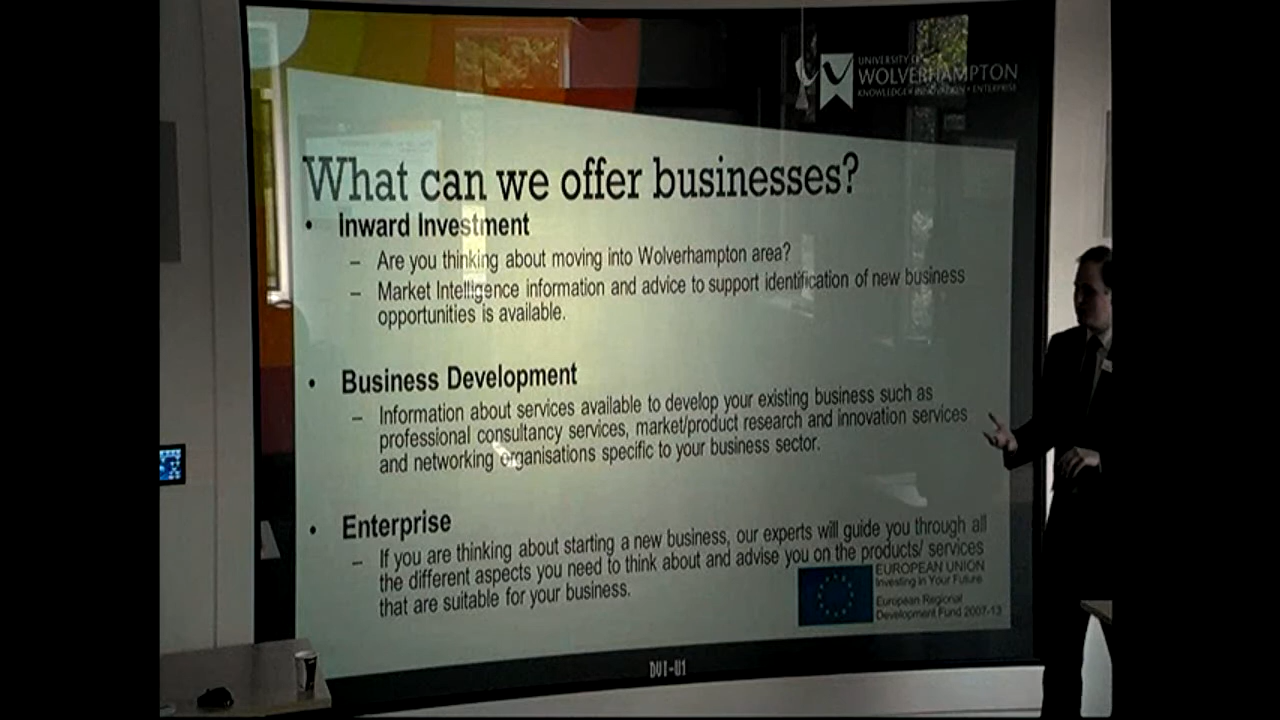 UNIVERSITY OF
WOLVERHAMPTON
KNOWLEDGE • INNOVATION • ENTERPRISE
What can we offer businesses?
• Inward Investment
– Are you thinking about moving into Wolverhampton area?
– Market Intelligence information and advice to support identification of new business
opportunities is available.
• Business Development
– Information about services available to develop your existing business such as
professional consultancy services, market/product research and innovation services
and networking organisations specific to your business sector.
• Enterprise
– If you are thinking about starting a new business, our experts will guide you through all
the different aspects you need to think about and advise you on the products/ services
that are suitable for your business.
EUROPEAN UNION
Investing in Your Future
European Regional
Development Fund 2007-13
DVI-U1